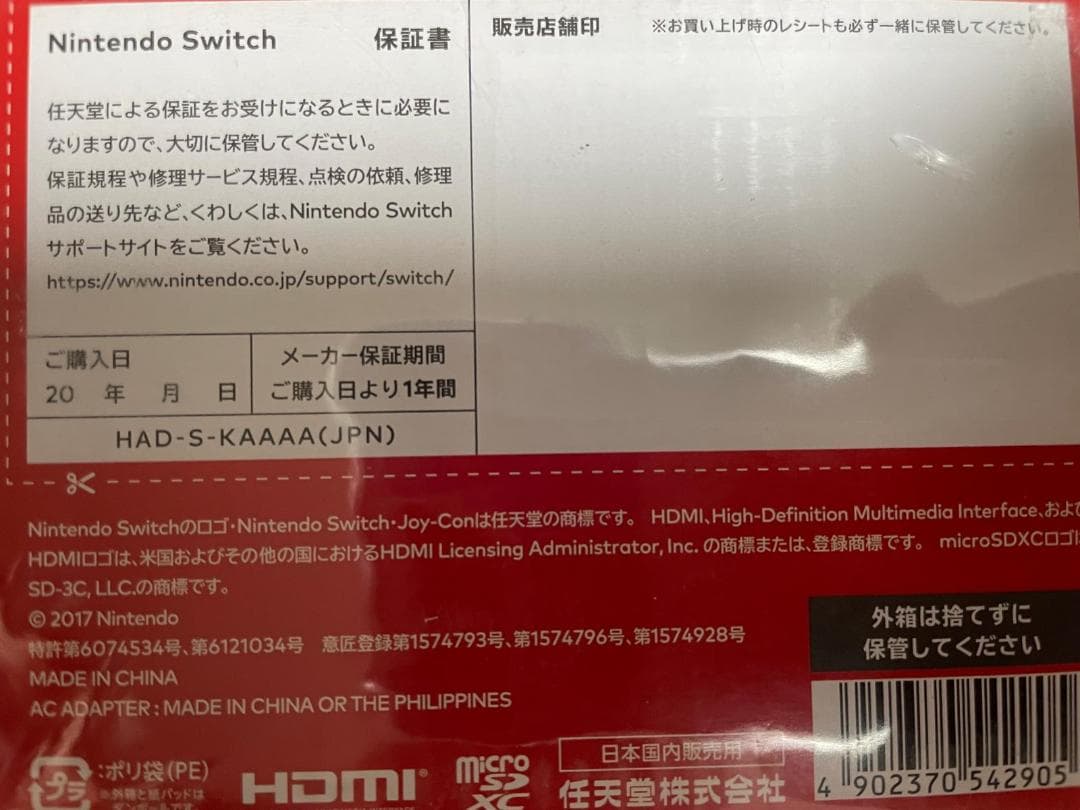 Nintendo Switch 保証書
任天堂による保証をお受けになるときに必要に
なりますので、大切に保管してください。
保証規程や修理サービス規程、点検の依頼、修理
品の送り先など、くわしくは、Nintendo Switch
サポートサイトをご覧ください。
https://www.nintendo.co.jp/support/switch/
ご購入日
20 年 月 日
メーカー保証期間
ご購入日より1年間
HAD-S-KAAAA(JPN)
販売店舗印 ※お買い上げ時のレシートも必ず一緒に保管してください。
Nintendo Switchのロゴ・Nintendo Switch・Joy-Conは任天堂の商標です。 HDMI、High-Definition Multimedia Interface、およ
HDMIロゴは、米国およびその他の国におけるHDMI Licensing Administrator, Inc. の商標または、登録商標です。 microSDXCロゴは
SD-3C, LLC.の商標です。
© 2017 Nintendo
特許第6074534号、第6121034号 意匠登録第1574793号、第1574796号、第1574928号
MADE IN CHINA
AC ADAPTER : MADE IN CHINA OR THE PHILIPPINES
外箱は捨てずに
保管してください
プラ :ポリ袋(PE)
※外箱と紙パッドは
ダンボールです
HDMI®
micro
SD
XC
日本国内販売用
任天堂株式会社
4 902370 542905